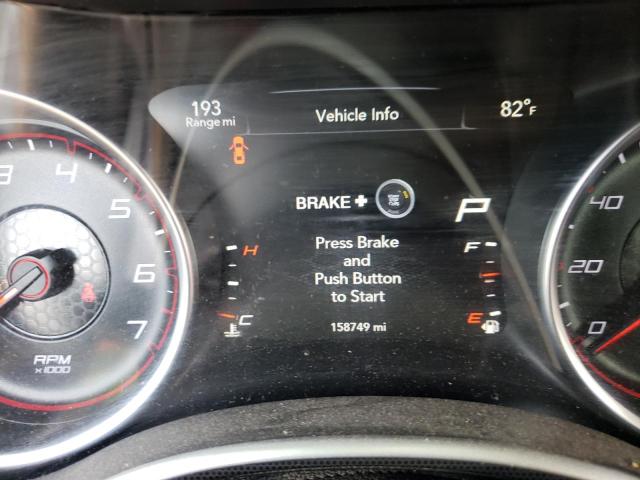 193
Range mi
Vehicle Info
82°F
BRAKE +
P
3
4
5
6
7
RPM
x1000
H
C
Press Brake
and
Push Button
to Start
158749 mi
F
E
40
20
0